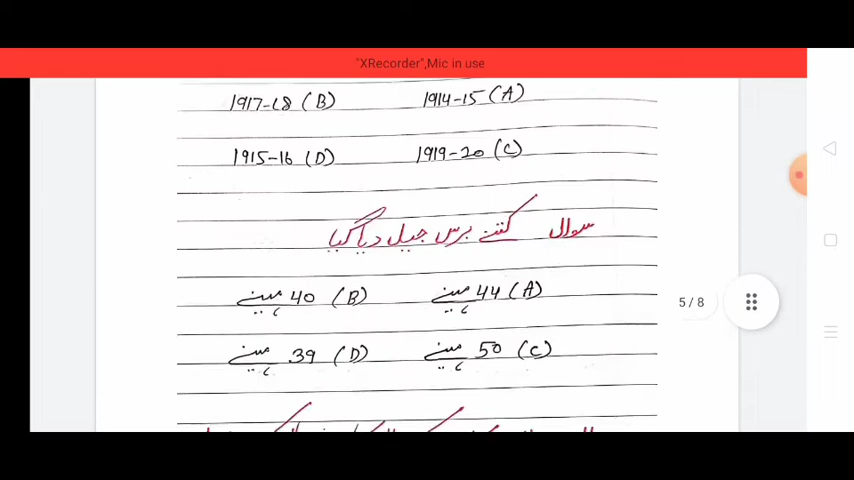 "XRecorder",Mic in use
1914-15 (A) 1917-18 (B)
1919-20 (C) 1915-16 (D)
سوال کتنے برس جیل دیا گیا
(A) 44 مہینے (B) 40 مہینے
(C) 50 مہینے (D) 39 مہینے
5/8